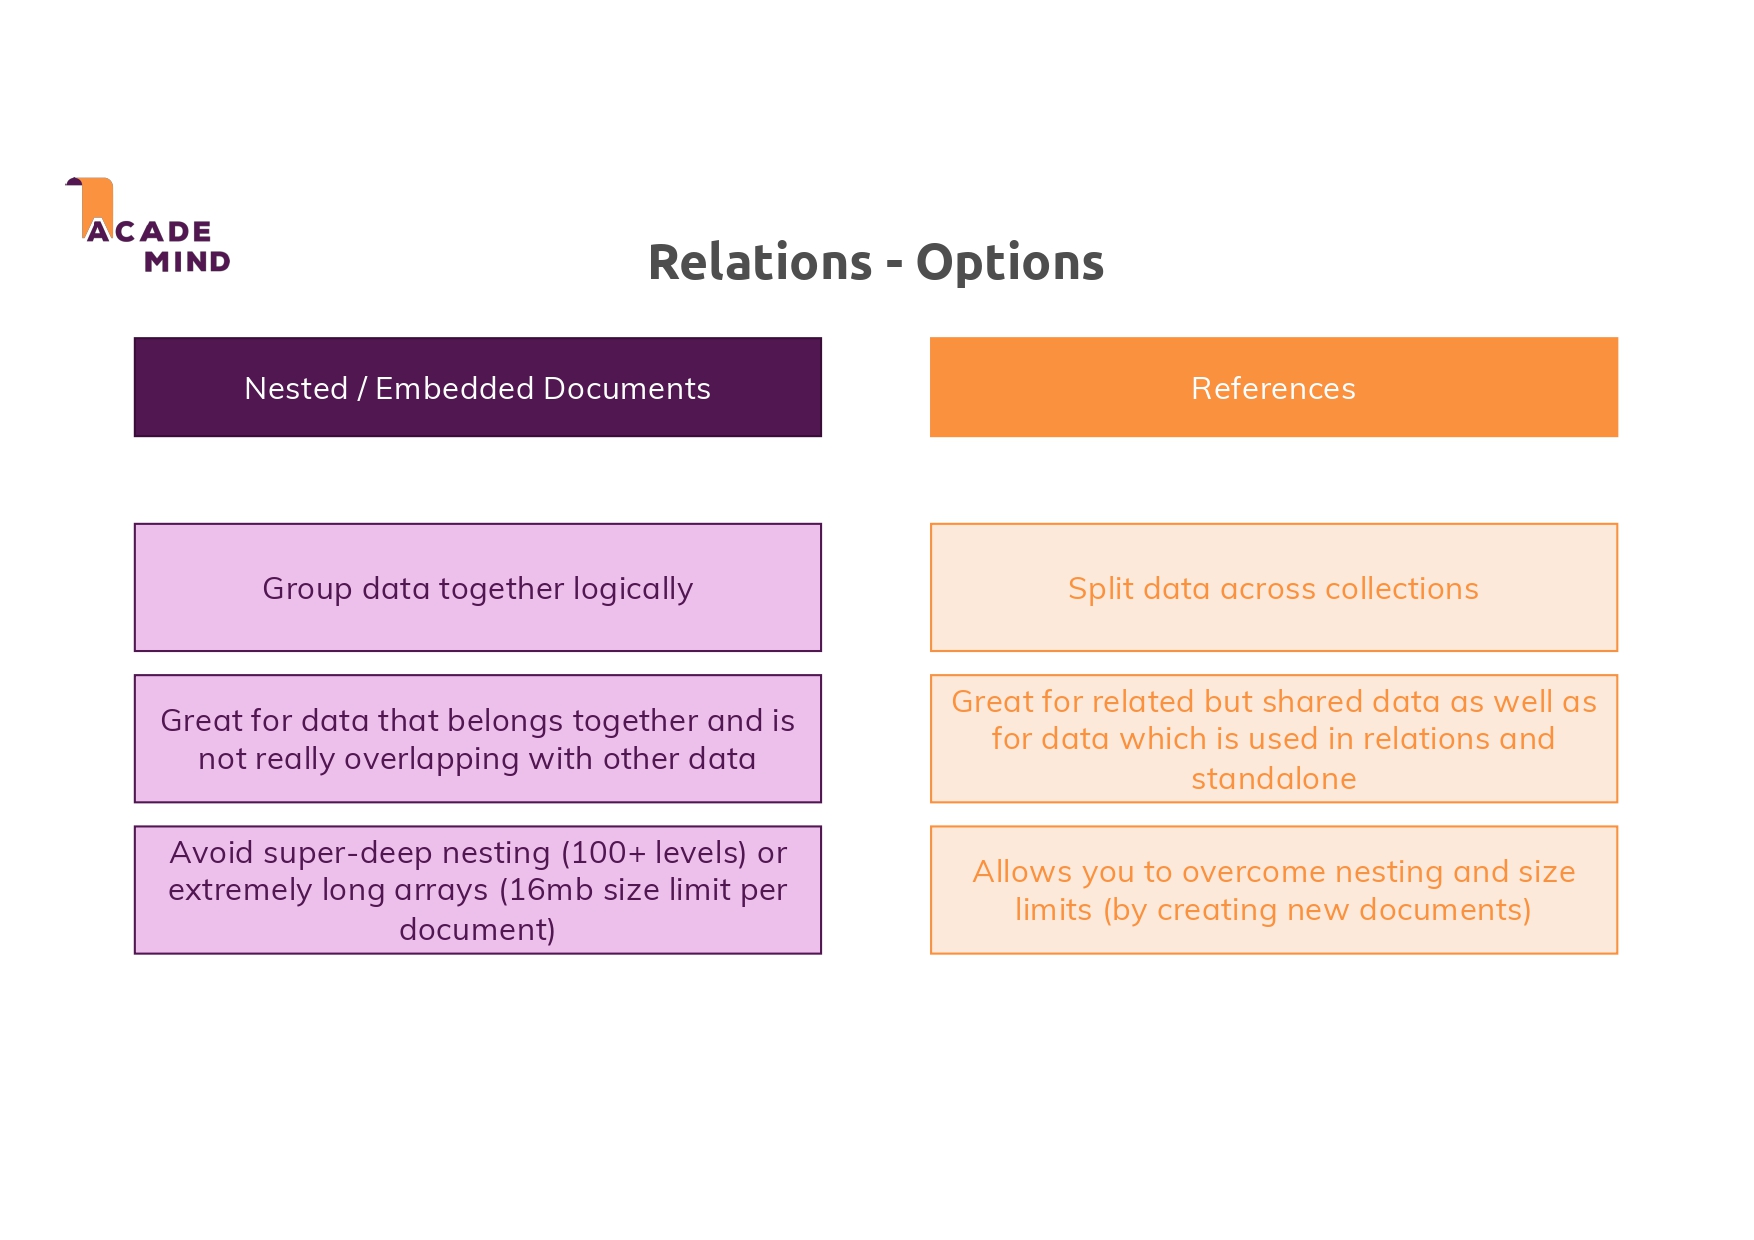 ACADE
MIND
Relations - Options
Nested / Embedded Documents
References
Group data together logically
Split data across collections
Great for data that belongs together and is
not really overlapping with other data
Great for related but shared data as well as
for data which is used in relations and
standalone
Avoid super-deep nesting (100+ levels) or
extremely long arrays (16mb size limit per
document)
Allows you to overcome nesting and size
limits (by creating new documents)